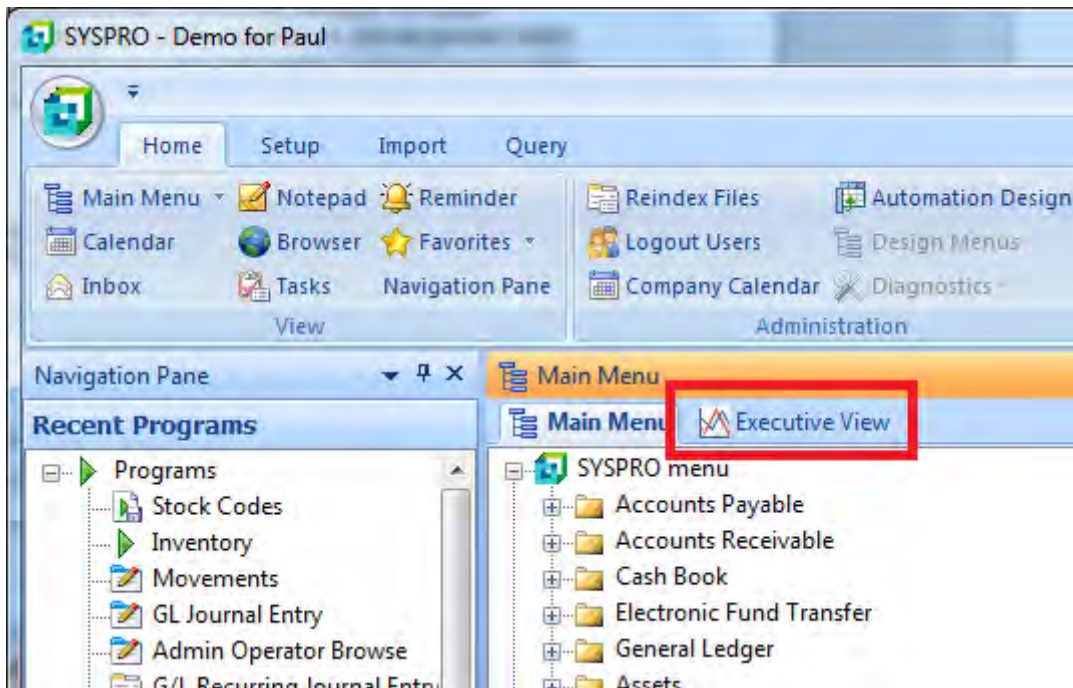 SYSPRO - Demo for Paul
Home Setup Import Query
Main Menu Notepad Reminder Reindex Files Automation Design
Calendar Browser Favorites Logout Users Design Menus
Inbox Tasks Navigation Pane Company Calendar Diagnostics
View Administration
Navigation Pane Main Menu
Recent Programs Main Menu Executive View
Programs SYSPRO menu
Stock Codes Accounts Payable
Inventory Accounts Receivable
Movements Cash Book
GL Journal Entry Electronic Fund Transfer
Admin Operator Browse General Ledger
G/L Recurring Journal Entry Assets